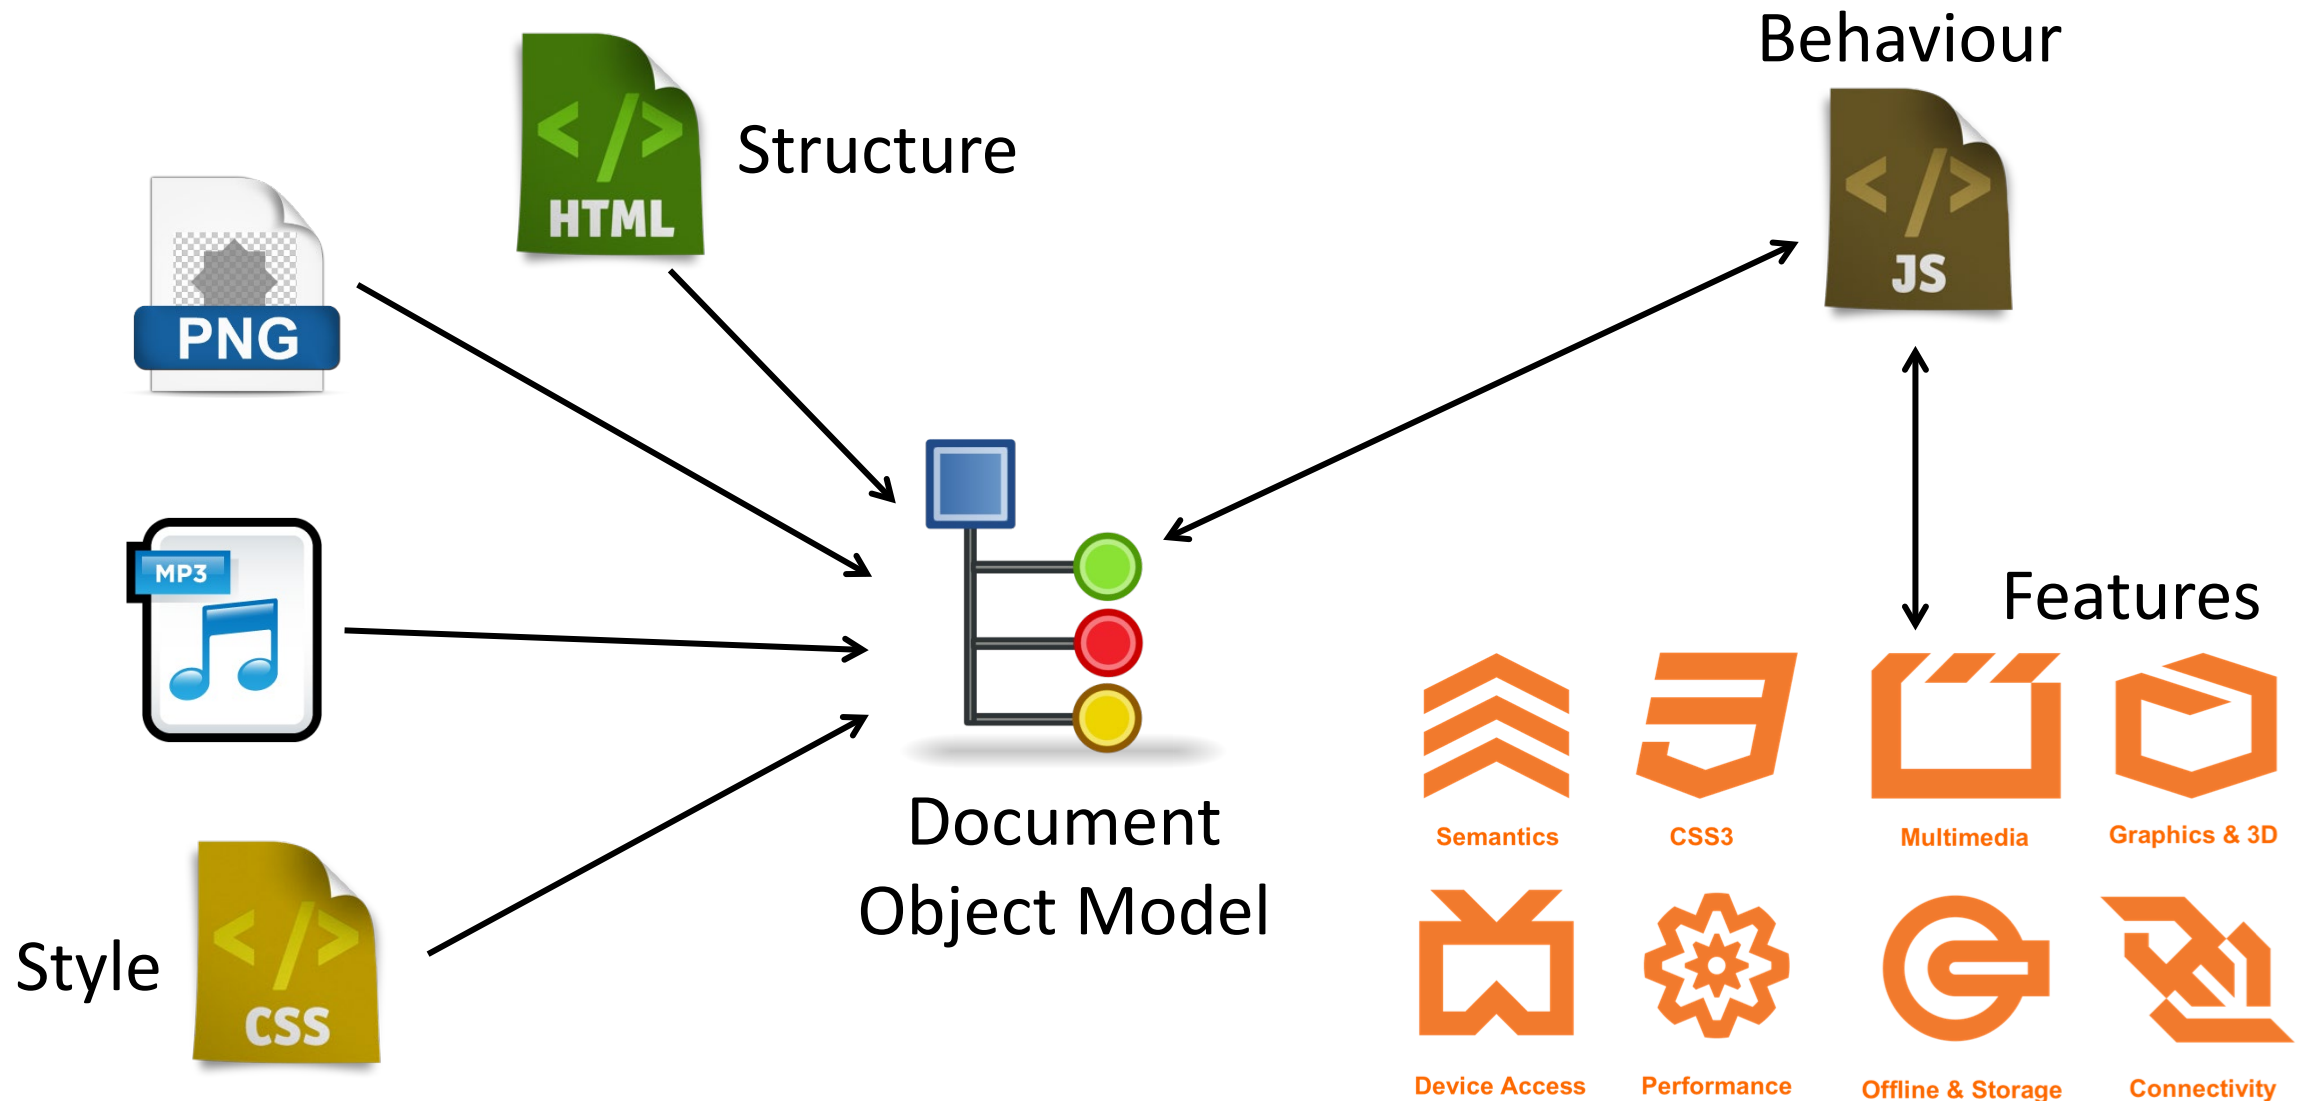 Behaviour
</>
HTML
Structure
</>
JS
PNG
MP3
Features
Document
Object Model
Style
</>
CSS
Semantics
CSS3
Multimedia
Graphics & 3D
Device Access
Performance
Offline & Storage
Connectivity